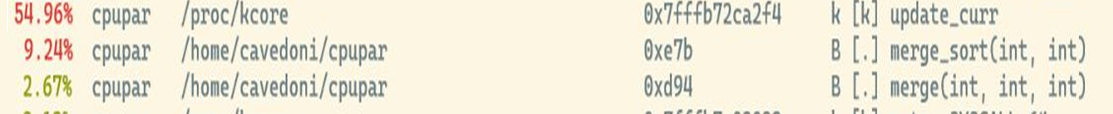 54.96% cpupar /proc/kcore 0x7fffb72ca2f4 k [k] update_curr
9.24% cpupar /home/cavedoni/cpupar 0xe7b B [.] merge_sort(int, int)
2.67% cpupar /home/cavedoni/cpupar 0xd94 B [.] merge(int, int, int)